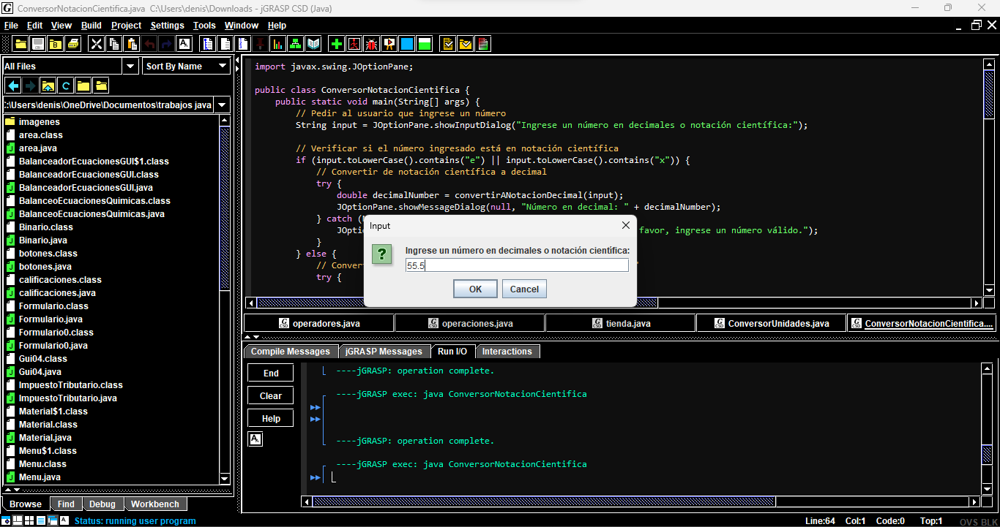 ConversorNotacionCientifica.java C:\Users\denis\Downloads - jGRASP CSD (Java)
File Edit View Build Project Settings Tools Window Help
All Files Sort By Name
:\Users\denis\OneDrive\Documentos\trabajos java
imagenes
area.class
area.java
BalanceadorEcuacionesGUI$1.class
BalanceadorEcuacionesGUI.class
BalanceadorEcuacionesGUI.java
BalanceoEcuacionesQuimicas.class
BalanceoEcuacionesQuimicas.java
Binario.class
Binario.java
botones.class
botones.java
calificaciones.class
calificaciones.java
Formulario.class
Formulario.java
Formulario0.class
Formulario0.java
Gui04.class
Gui04.java
ImpuestoTributario.class
ImpuestoTributario.java
Material$1.class
Material.class
Material.java
Menu$1.class
Menu.class
Menu.java
Browse Find Debug Workbench
import javax.swing.JOptionPane;
public class ConversorNotacionCientifica {
public static void main(String[] args) {
// Pedir al usuario que ingrese un número
String input = JOptionPane.showInputDialog("Ingrese un número en decimales o notación científica:");
// Verificar si el número ingresado está en notación científica
if (input.toLowerCase().contains("e") || input.toLowerCase().contains("x")) {
// Convertir de notación científica a decimal
try {
double decimalNumber = convertirANotacionDecimal(input);
JOptionPane.showMessageDialog(null, "Número en decimal: " + decimalNumber);
} catch (
JOpti favor, ingrese un número válido.");
}
} else {
// Conver "
try {
Input
Ingrese un número en decimales o notación científica:
55.5
OK Cancel
operadores.java operaciones.java tienda.java ConversorUnidades.java ConversorNotacionCientifica....
Compile Messages jGRASP Messages Run I/O Interactions
End
Clear
Help
----jGRASP: operation complete.
----jGRASP exec: java ConversorNotacionCientifica
----jGRASP: operation complete.
----jGRASP exec: java ConversorNotacionCientifica
Status: running user program
Line:64 Col:1 Code:0 Top:1 OVS BLK